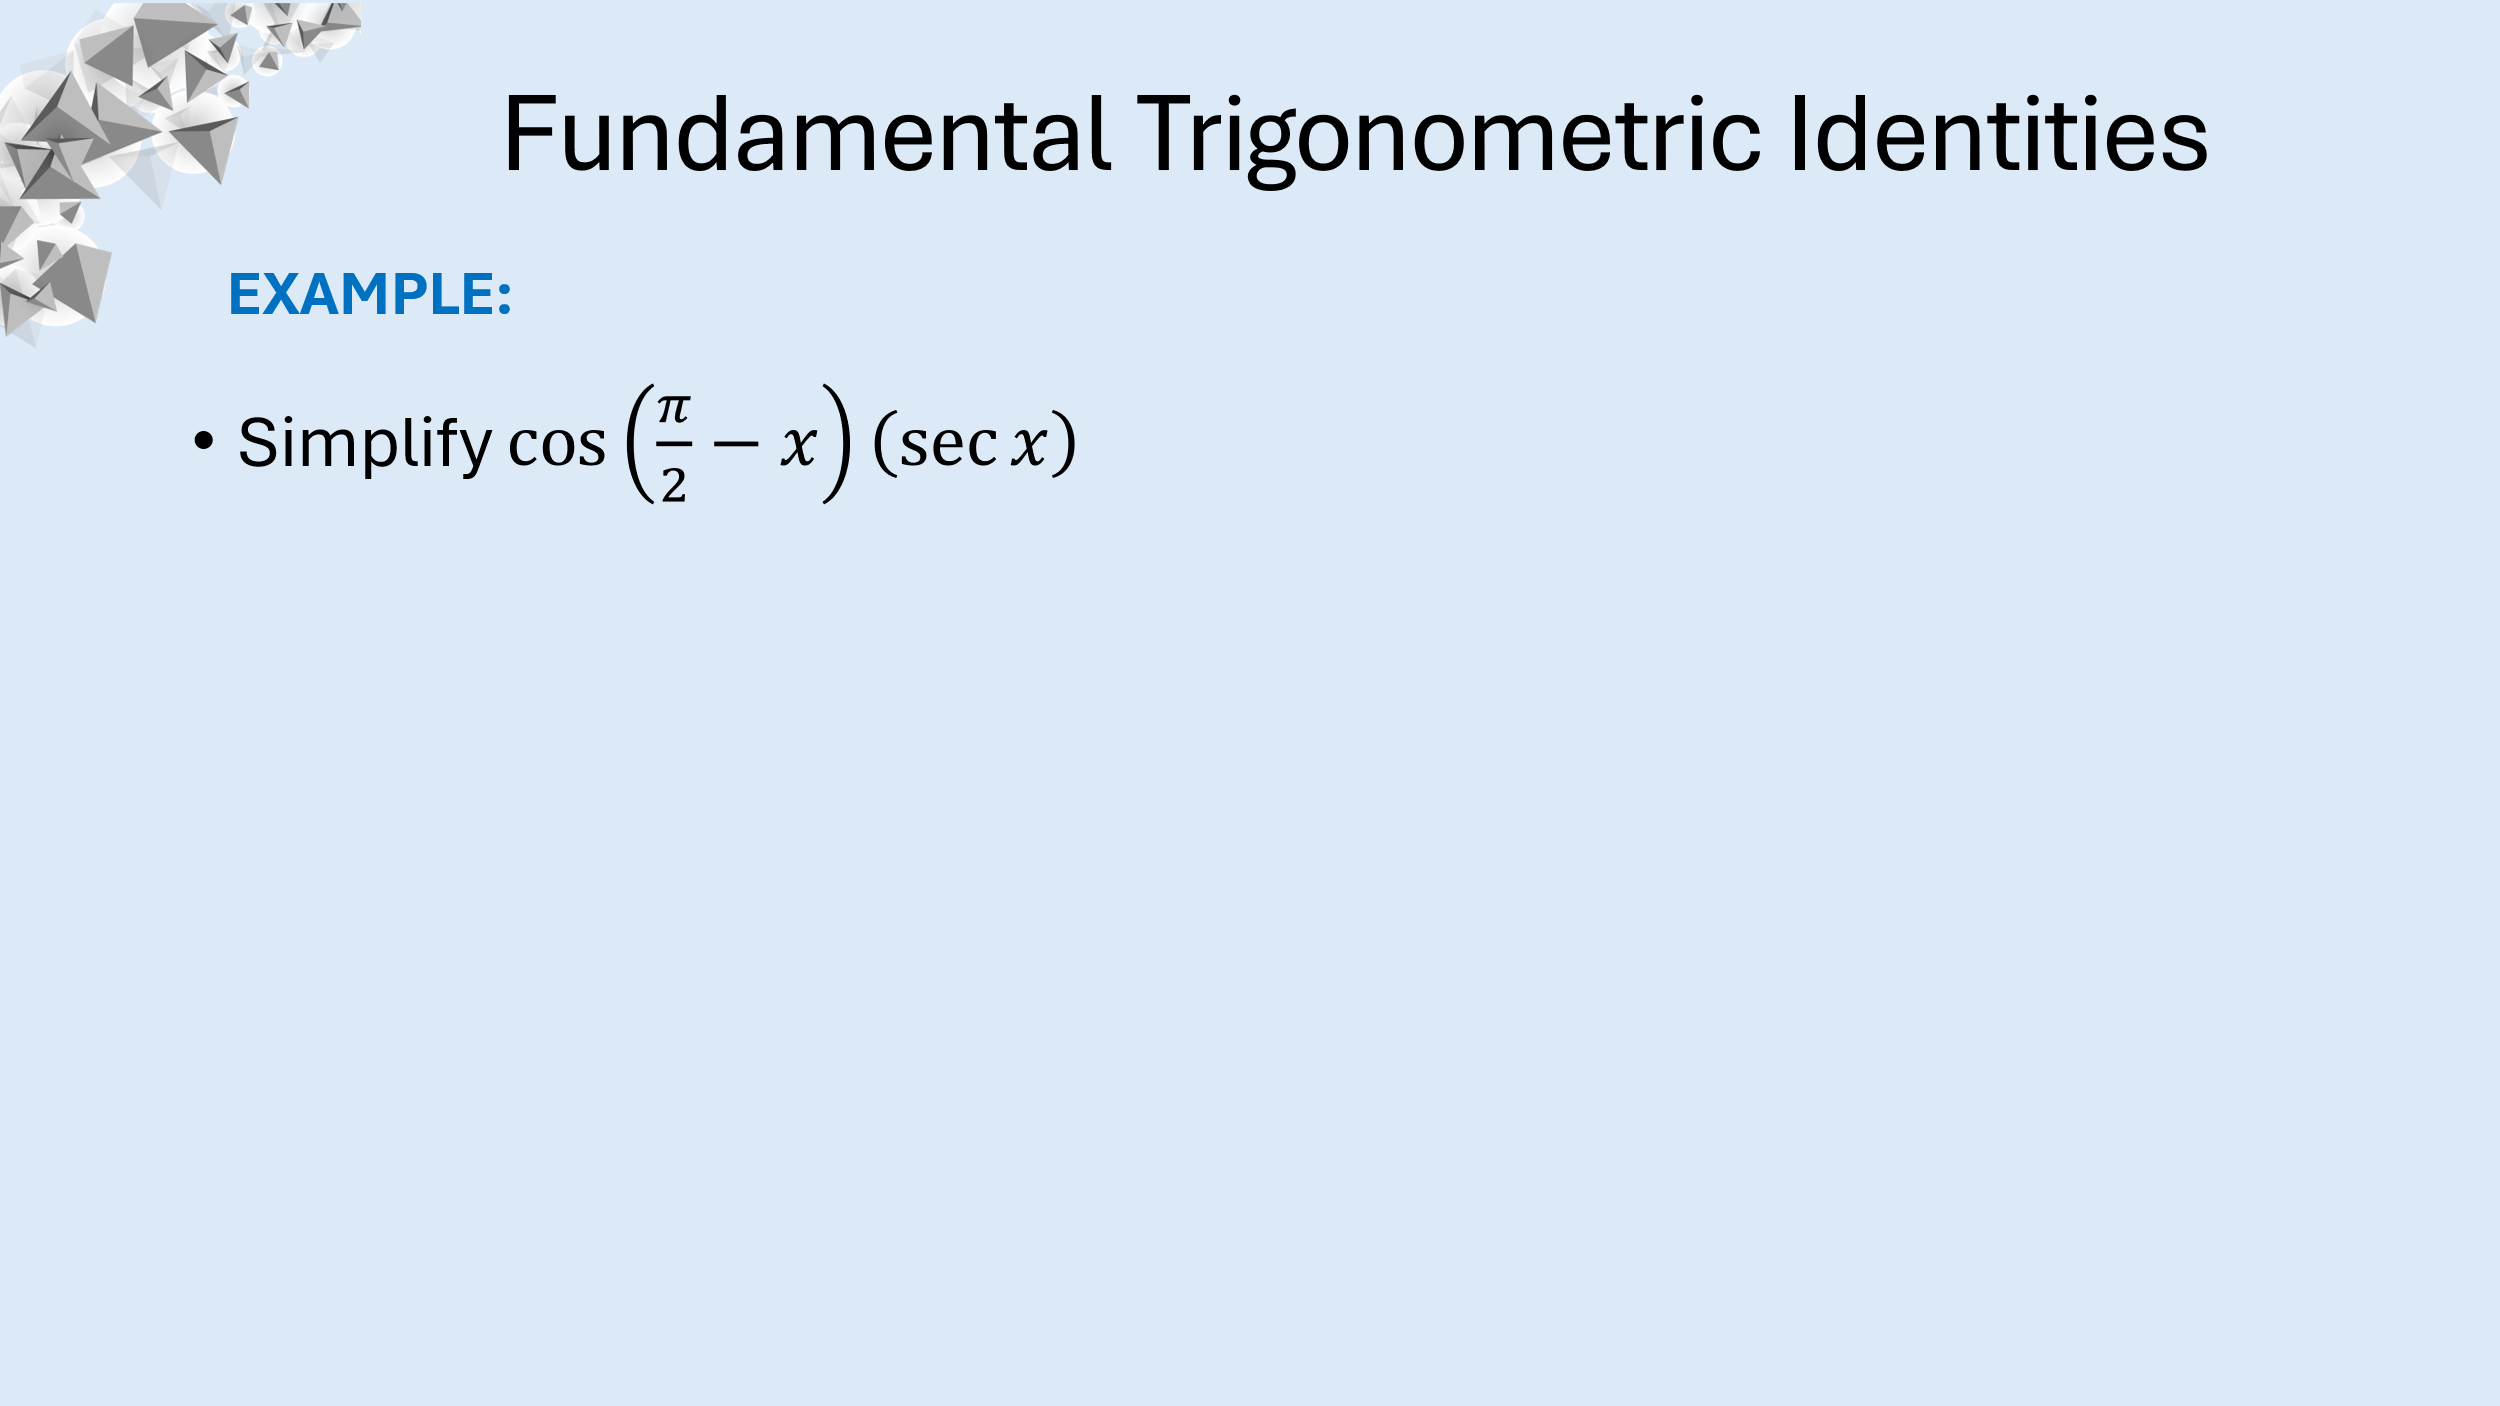 Fundamental Trigonometric Identities
EXAMPLE:
• Simplify cos (π/2 − x) (sec x)